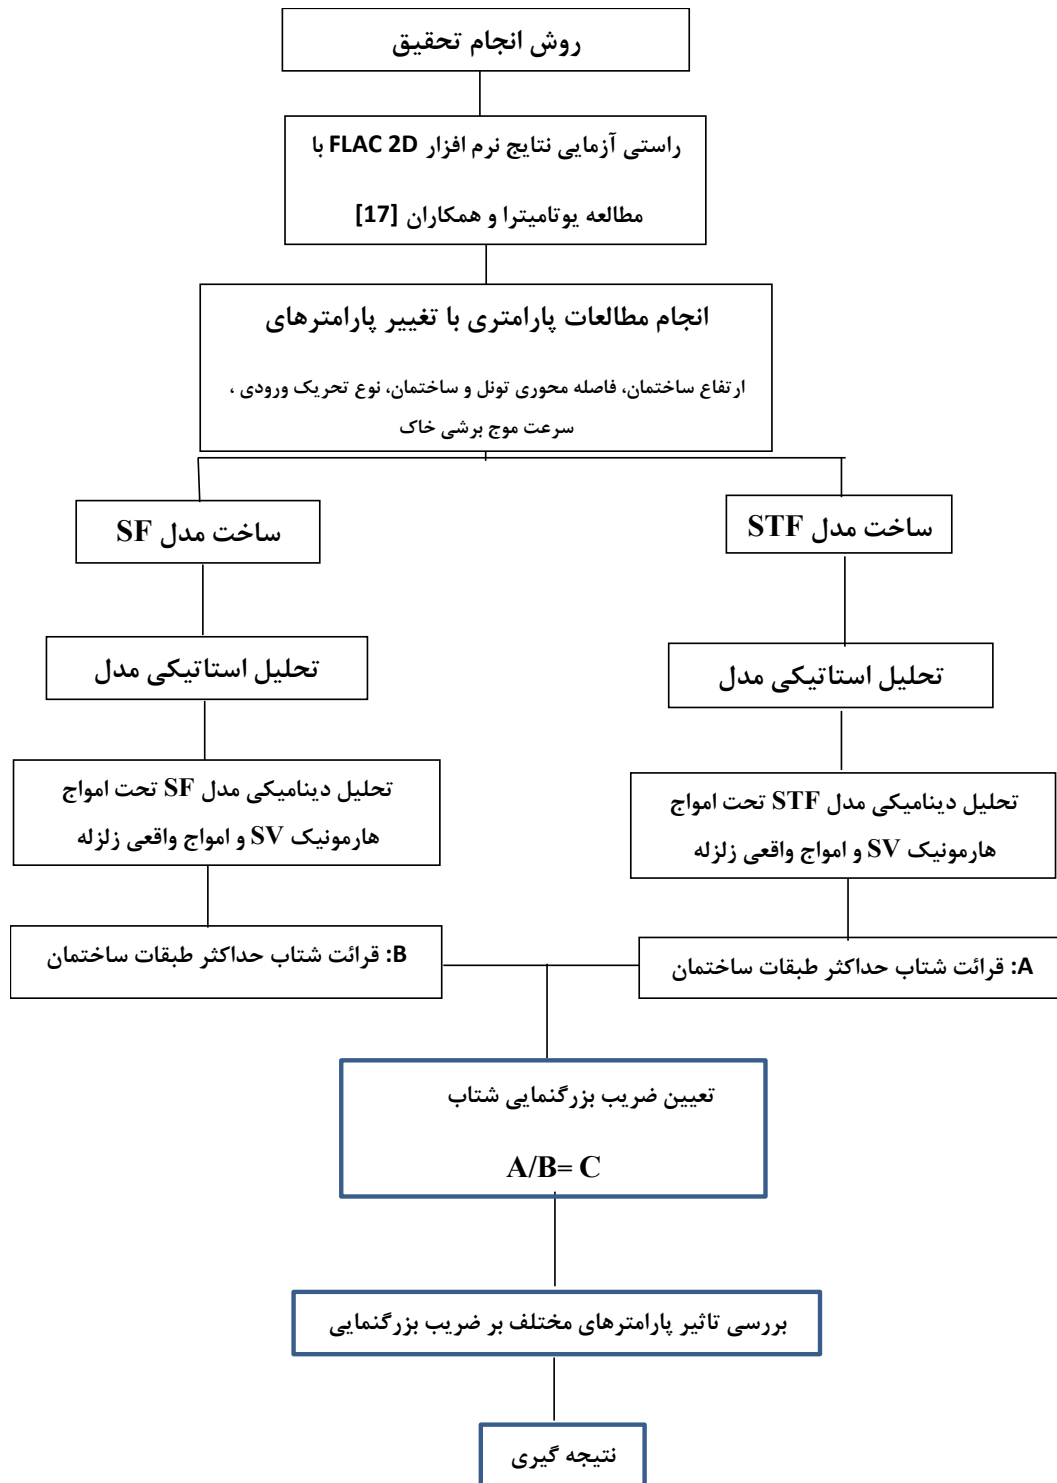 روش انجام تحقیق
راستی آزمایی نتایج نرم افزار FLAC 2D با
مطالعه یوتامیترا و همکاران [17]
انجام مطالعات پارامتری با تغییر پارامترهای
ارتفاع ساختمان، فاصله محوری تونل و ساختمان، نوع تحریک ورودی ،
سرعت موج برشی خاک
ساخت مدل STF
ساخت مدل SF
تحلیل استاتیکی مدل
تحلیل استاتیکی مدل
تحلیل دینامیکی مدل STF تحت امواج
هارمونیک SV و امواج واقعی زلزله
تحلیل دینامیکی مدل SF تحت امواج
هارمونیک SV و امواج واقعی زلزله
A: قرائت شتاب حداکثر طبقات ساختمان
B: قرائت شتاب حداکثر طبقات ساختمان
تعیین ضریب بزرگنمایی شتاب
A/B= C
بررسی تاثیر پارامترهای مختلف بر ضریب بزرگنمایی
نتیجه گیری